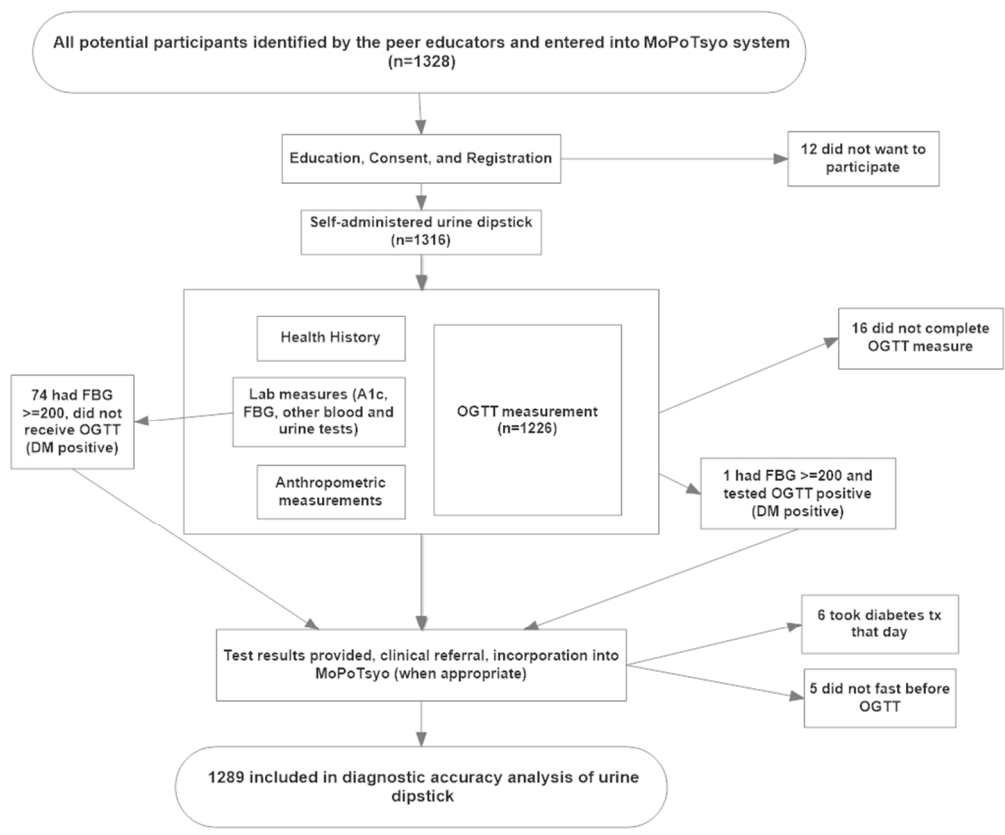 All potential participants identified by the peer educators and entered into MoPoTsyo system
(n=1328)
Education, Consent, and Registration
12 did not want to
participate
Self-administered urine dipstick
(n=1316)
Health History
Lab measures (A1c,
FBG, other blood and
urine tests)
Anthropometric
measurements
OGTT measurement
(n=1226)
74 had FBG
>=200, did not
receive OGTT
(DM positive)
16 did not complete
OGTT measure
1 had FBG >=200 and
tested OGTT positive
(DM positive)
Test results provided, clinical referral, incorporation into
MoPoTsyo (when appropriate)
6 took diabetes tx
that day
5 did not fast before
OGTT
1289 included in diagnostic accuracy analysis of urine
dipstick